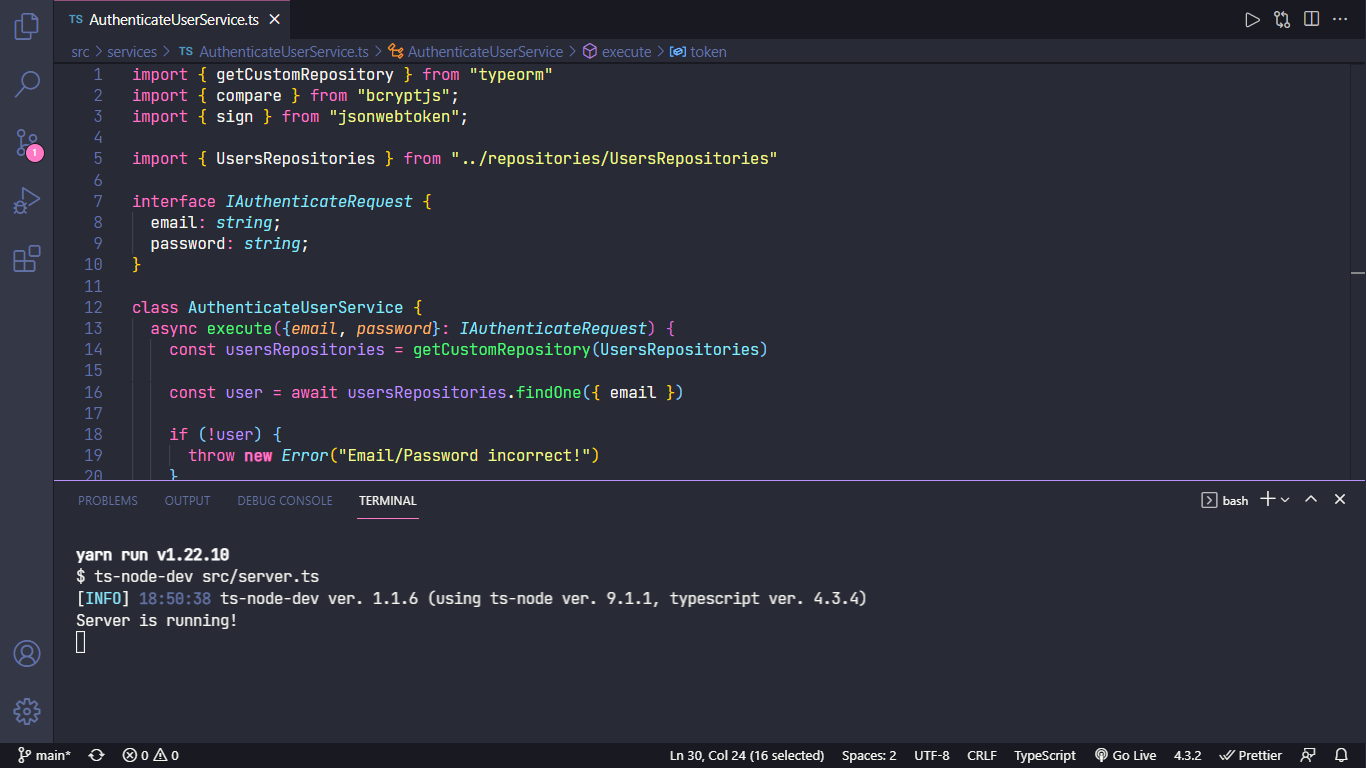 TS AuthenticateUserService.ts
src > services > TS AuthenticateUserService.ts > AuthenticateUserService > execute > token
1 import { getCustomRepository } from "typeorm"
2 import { compare } from "bcryptjs";
3 import { sign } from "jsonwebtoken";
4
5 import { UsersRepositories } from "../repositories/UsersRepositories"
6
7 interface IAuthenticateRequest {
8 email: string;
9 password: string;
10 }
11
12 class AuthenticateUserService {
13 async execute({email, password}: IAuthenticateRequest) {
14 const usersRepositories = getCustomRepository(UsersRepositories)
15
16 const user = await usersRepositories.findOne({ email })
17
18 if (!user) {
19 throw new Error("Email/Password incorrect!")
20 }
1
PROBLEMS OUTPUT DEBUG CONSOLE TERMINAL bash
yarn run v1.22.10
$ ts-node-dev src/server.ts
[INFO] 18:50:38 ts-node-dev ver. 1.1.6 (using ts-node ver. 9.1.1, typescript ver. 4.3.4)
Server is running!
main* 0 0 Ln 30, Col 24 (16 selected) Spaces: 2 UTF-8 CRLF TypeScript Go Live 4.3.2 Prettier